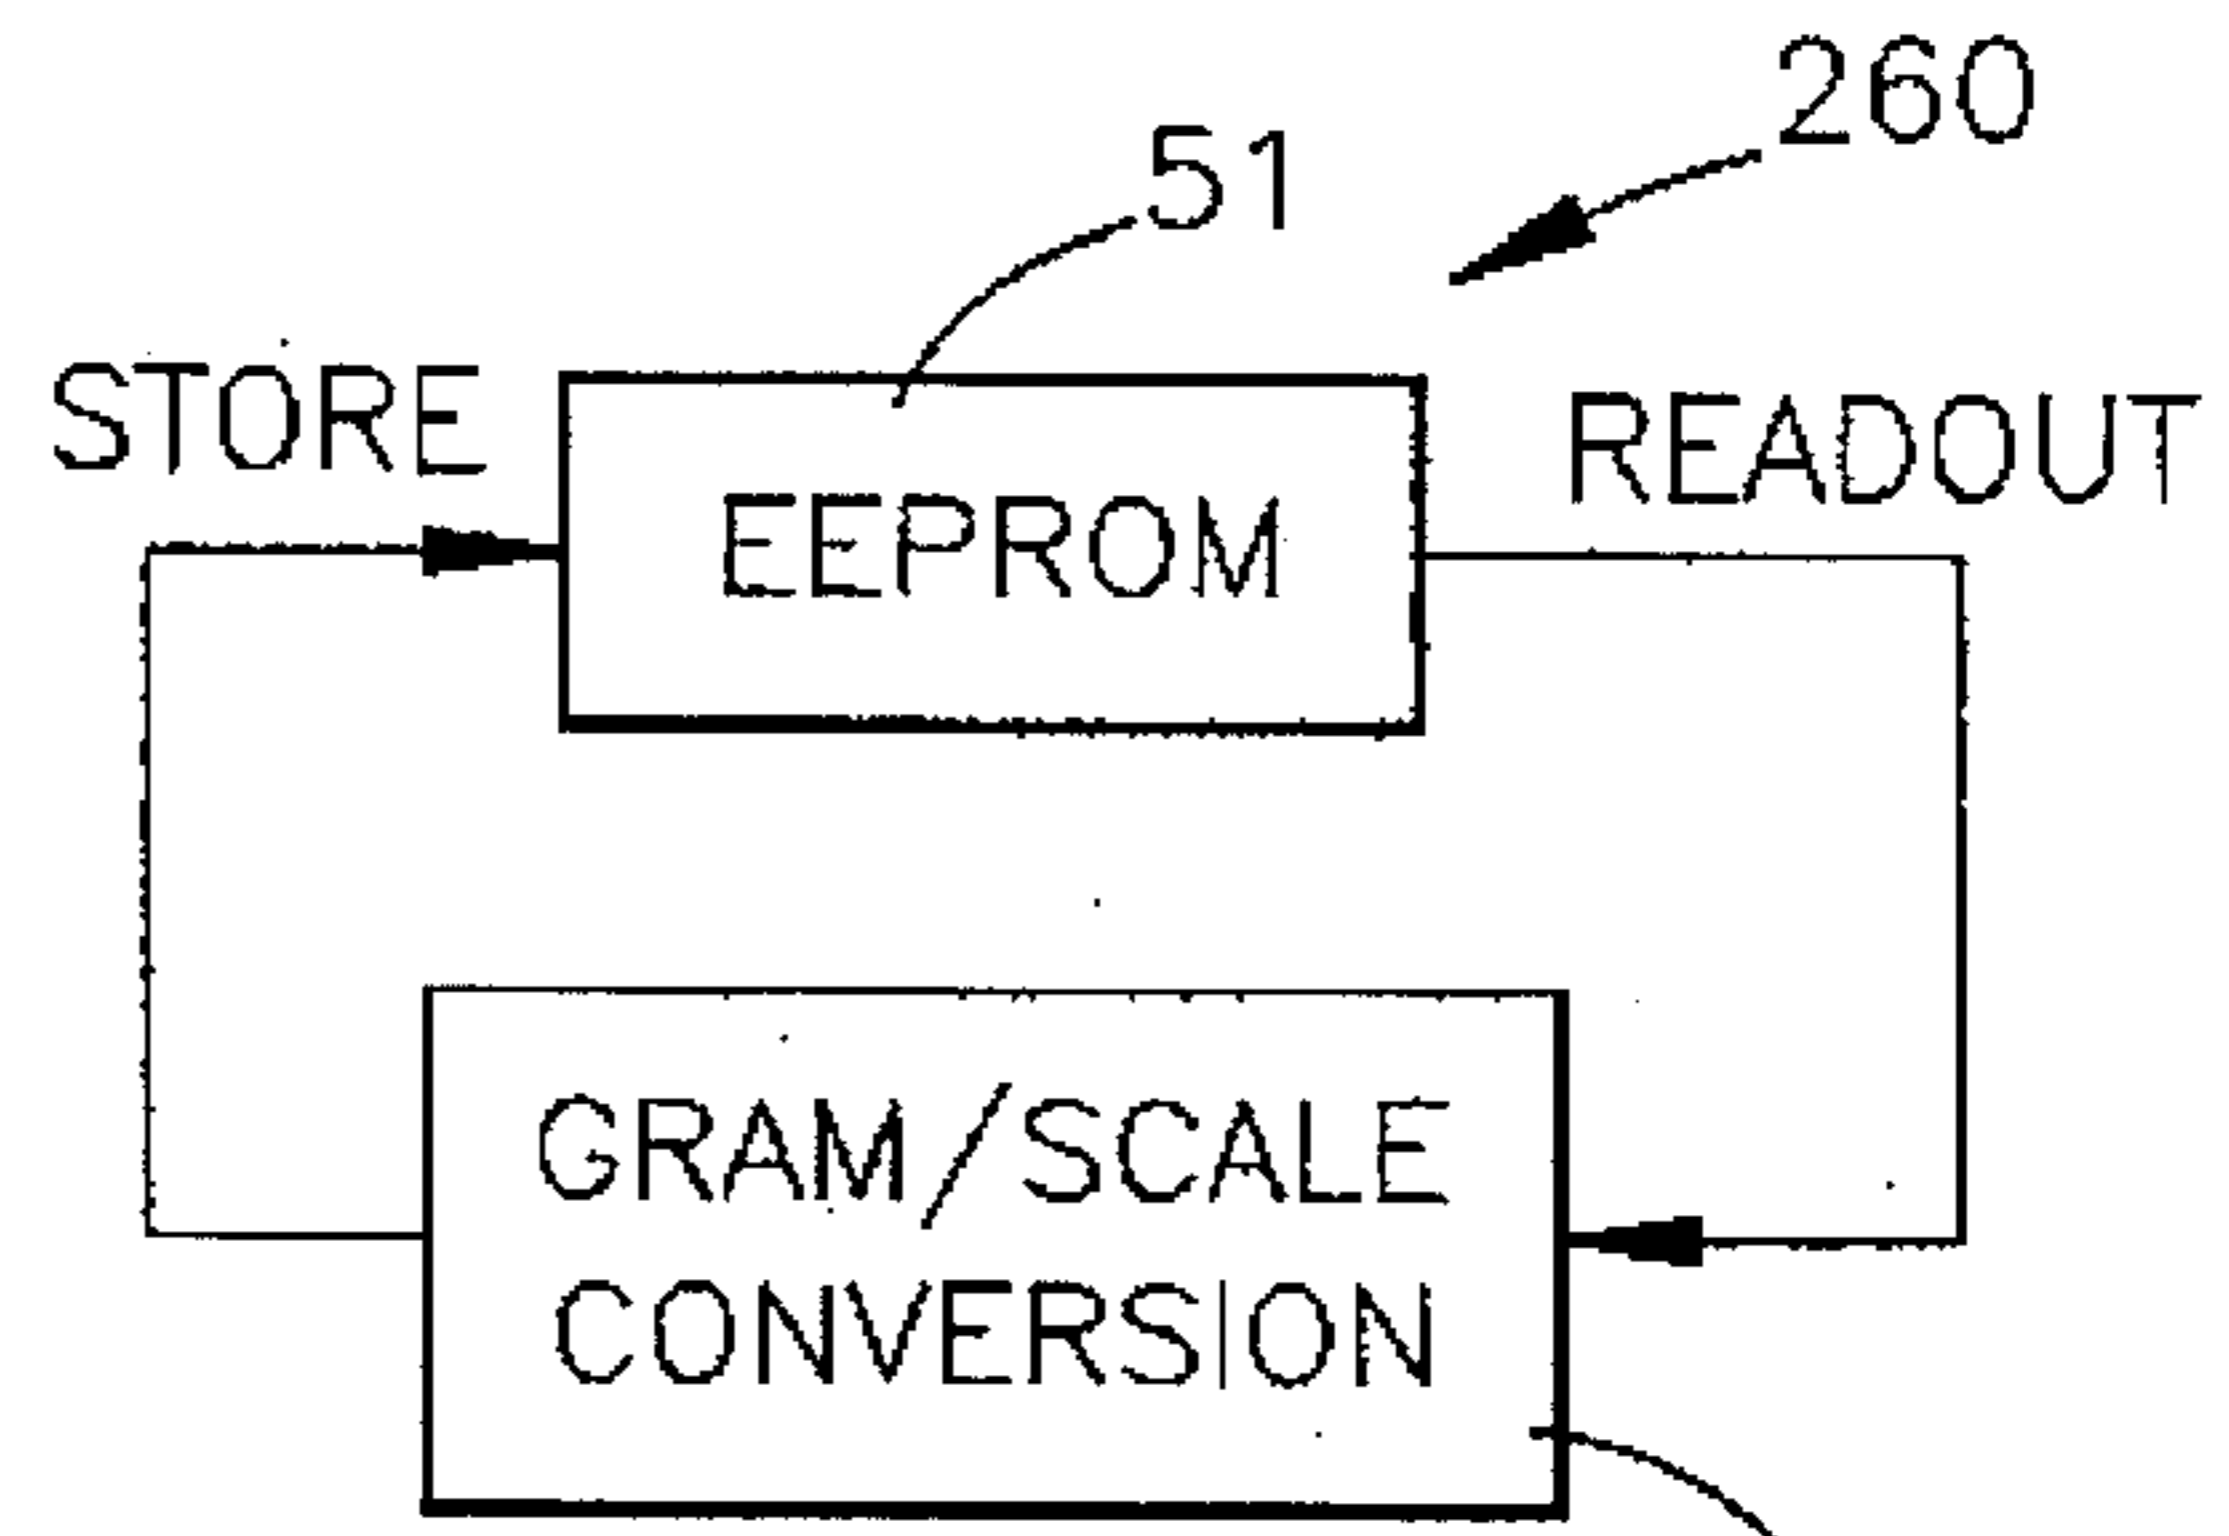 260
51
STORE
READOUT
EEPROM
GRAM/SCALE
CONVERSION